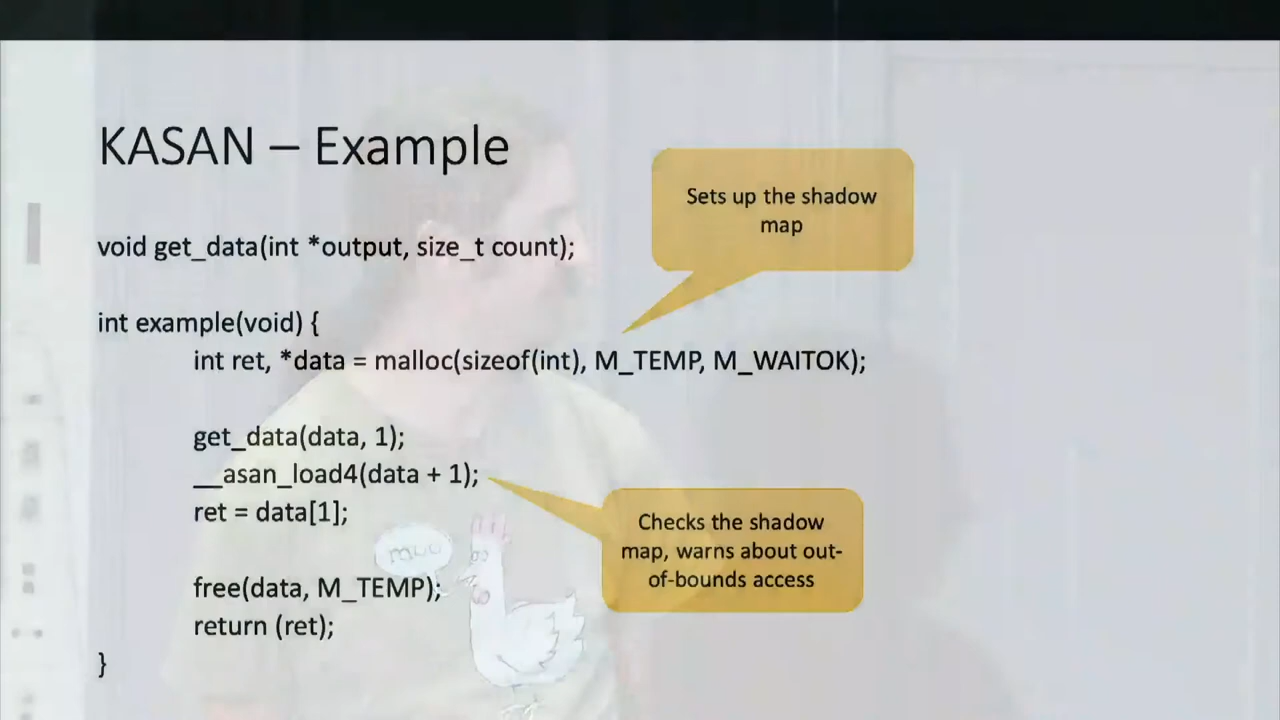 KASAN – Example
Sets up the shadow
map
void get_data(int *output, size_t count);
int example(void) {
int ret, *data = malloc(sizeof(int), M_TEMP, M_WAITOK);
get_data(data, 1);
__asan_load4(data + 1);
ret = data[1];
Checks the shadow
map, warns about out-
of-bounds access
moo
free(data, M_TEMP);
return (ret);
}